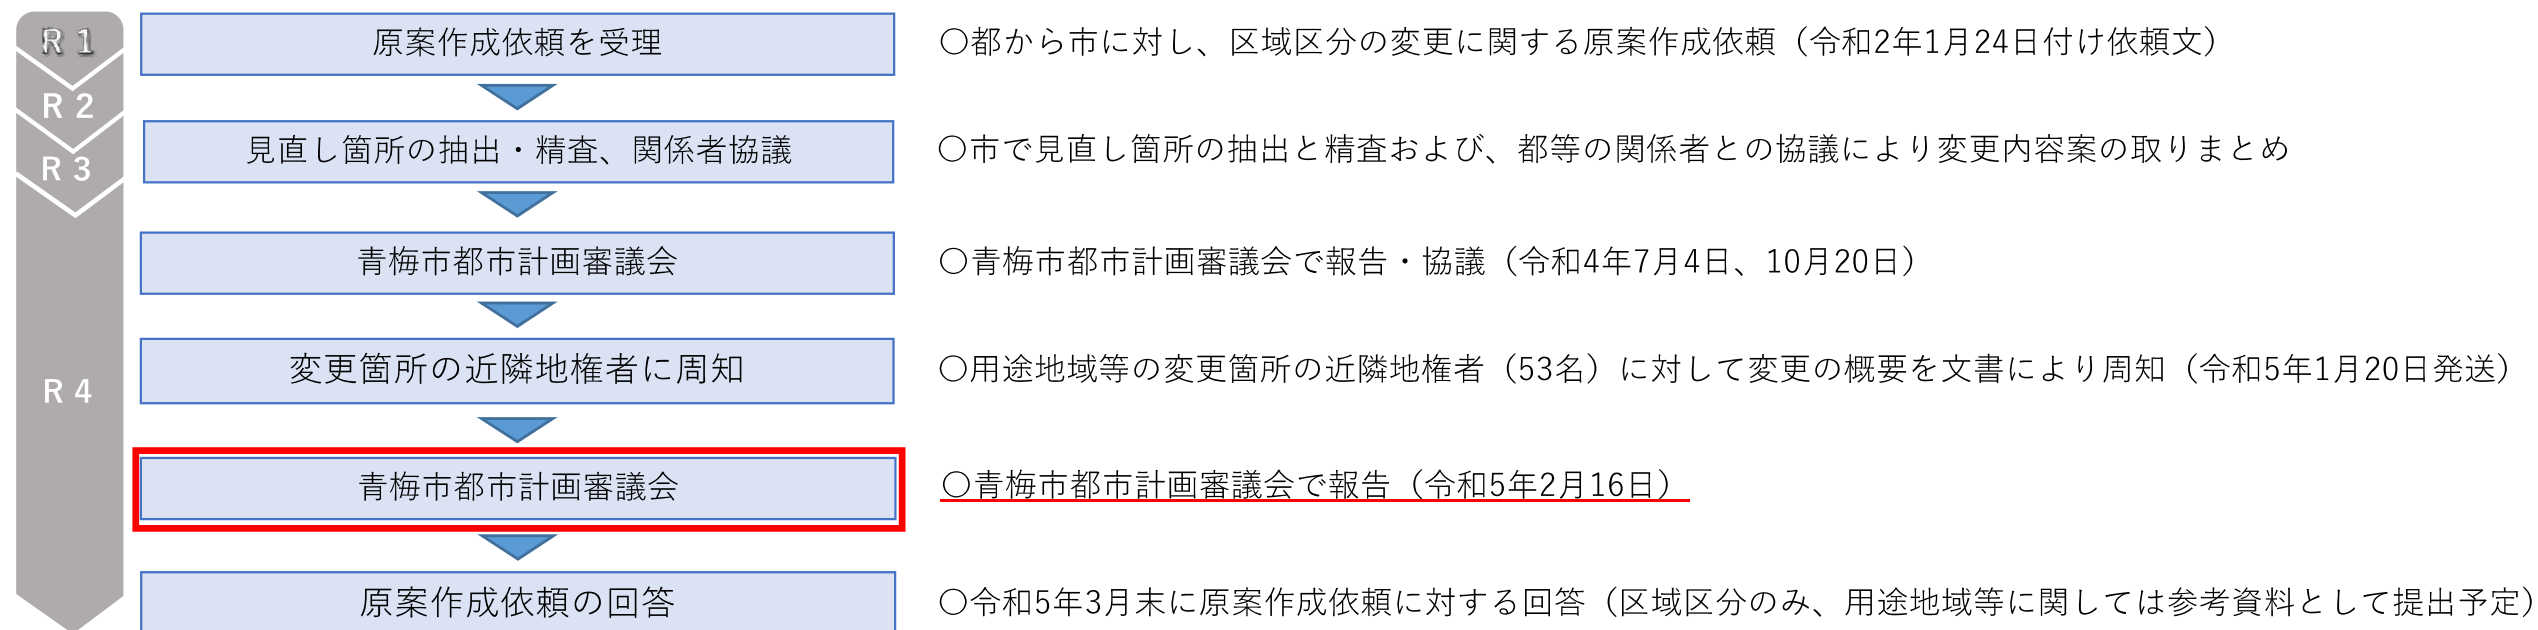 R 1
原案作成依頼を受理
○都から市に対し、区域区分の変更に関する原案作成依頼（令和2年1月24日付け依頼文）
R 2
見直し箇所の抽出・精査、関係者協議
○市で見直し箇所の抽出と精査および、都等の関係者との協議により変更内容案の取りまとめ
R 3
青梅市都市計画審議会
○青梅市都市計画審議会で報告・協議（令和4年7月4日、10月20日）
変更箇所の近隣地権者に周知
○用途地域等の変更箇所の近隣地権者（53名）に対して変更の概要を文書により周知（令和5年1月20日発送）
R 4
青梅市都市計画審議会
○青梅市都市計画審議会で報告（令和5年2月16日）
原案作成依頼の回答
○令和5年3月末に原案作成依頼に対する回答（区域区分のみ、用途地域等に関しては参考資料として提出予定）